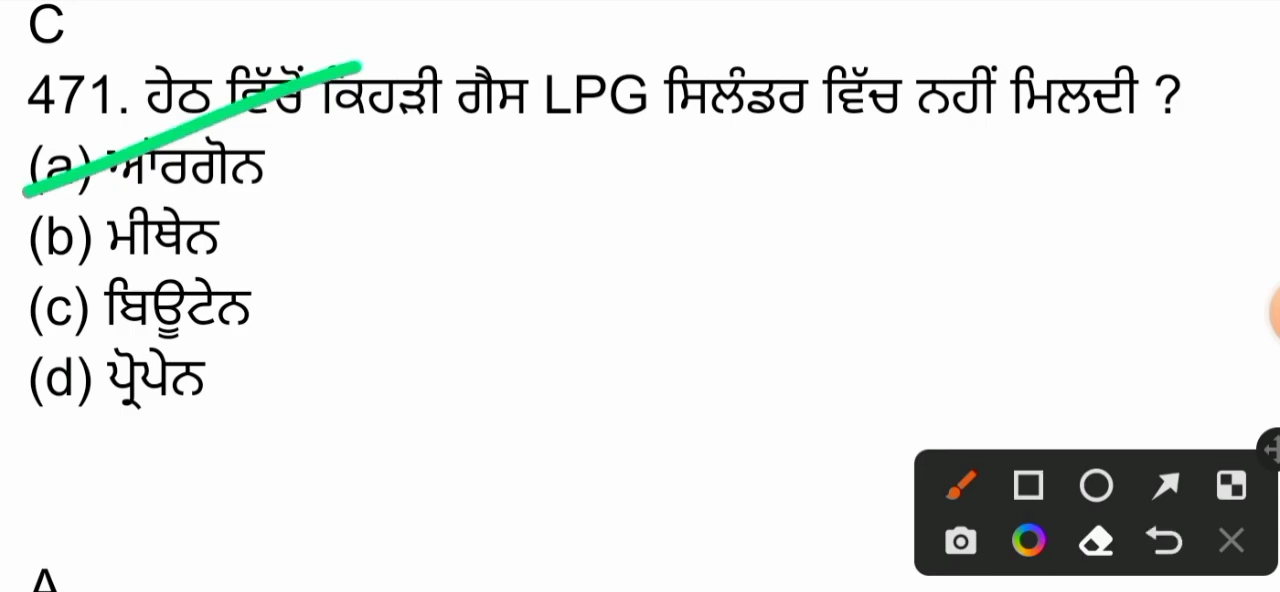 C
471. ਹੇਠ ਵਿੱਚੋਂ ਕਿਹੜੀ ਗੈਸ LPG ਸਿਲੰਡਰ ਵਿੱਚ ਨਹੀਂ ਮਿਲਦੀ ?
(a) ਆਰਗੋਨ
(b) ਮੀਥੇਨ
(c) ਬਿਊਟੇਨ
(d) ਪ੍ਰੋਪੇਨ
A